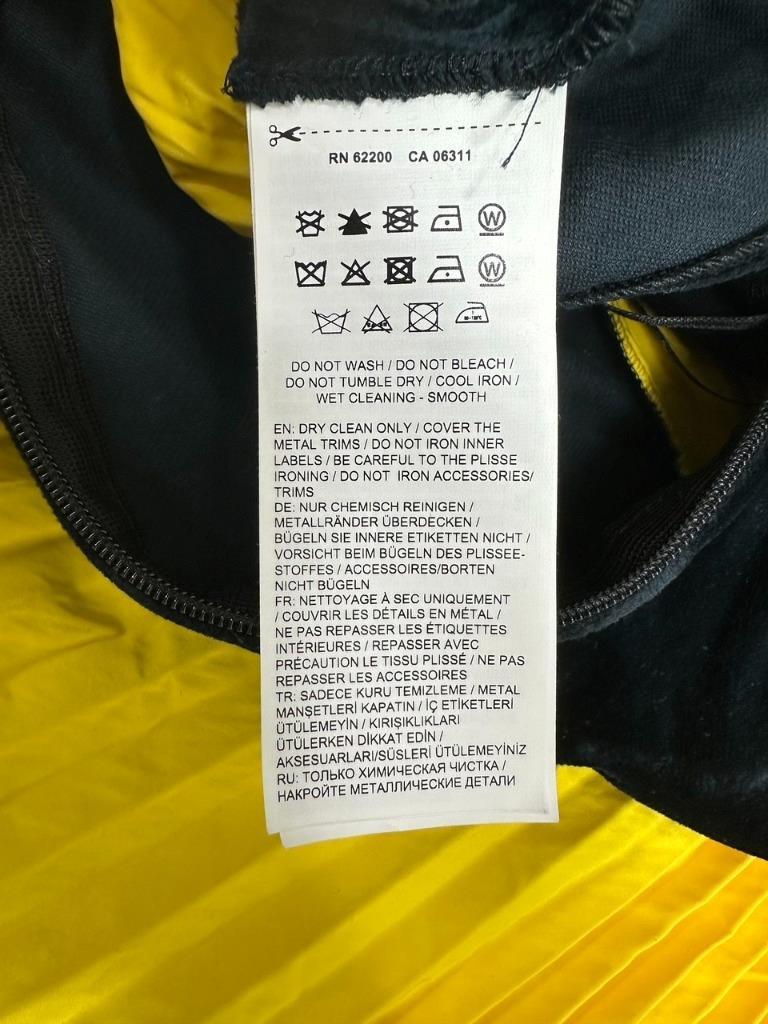 RN 62200 CA 06311
W
W
DO NOT WASH / DO NOT BLEACH /
DO NOT TUMBLE DRY / COOL IRON /
WET CLEANING - SMOOTH
EN: DRY CLEAN ONLY / COVER THE
METAL TRIMS / DO NOT IRON INNER
LABELS / BE CAREFUL TO THE PLISSE
IRONING / DO NOT IRON ACCESSORIES/
TRIMS
DE: NUR CHEMISCH REINIGEN /
METALLRÄNDER ÜBERDECKEN /
BÜGELN SIE INNERE ETIKETTEN NICHT /
VORSICHT BEIM BÜGELN DES PLISSEE-
STOFFES / ACCESSOIRES/BORTEN
NICHT BÜGELN
FR: NETTOYAGE À SEC UNIQUEMENT
/ COUVRIR LES DÉTAILS EN MÉTAL /
NE PAS REPASSER LES ÉTIQUETTES
INTÉRIEURES / REPASSER AVEC
PRÉCAUTION LE TISSU PLISSÉ / NE PAS
REPASSER LES ACCESSOIRES
TR: SADECE KURU TEMIZLEME / METAL
MANŞETLERİ KAPATIN / İÇ ETİKETLERİ
ÜTÜLEMEYİN / KIRIŞIKLIKLARI
ÜTÜLERKEN DİKKAT EDİN /
AKSESUARLARI/SÜSLERİ ÜTÜLEMEYİNİZ
RU: ТОЛЬКО ХИМИЧЕСКАЯ ЧИСТКА /
НАКРОЙТЕ МЕТАЛЛИЧЕСКИЕ ДЕТАЛИ